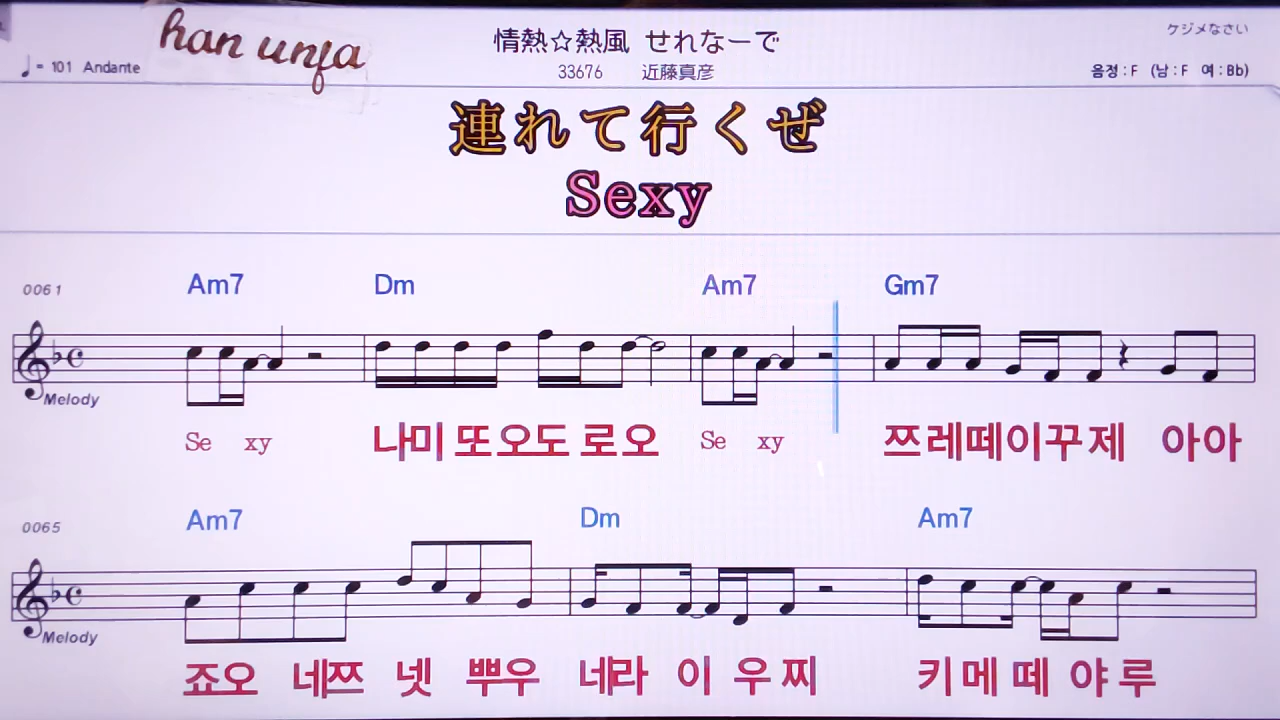 han unfa
情熱☆熱風 せれなーで
ケジメなさい
♩= 101 Andante
33676 近藤真彦
음정 : F (남 : F 여 : Bb)
連れて行くぜ
Sexy
0061 Am7 Dm Am7 Gm7
Melody
Se xy 나미 또오도 로오 Se xy 쯔레떼이꾸제 아아
0065 Am7 Dm Am7
Melody
죠오 네쯔 넷 뿌우 네라 이 우찌 키메 떼 야루